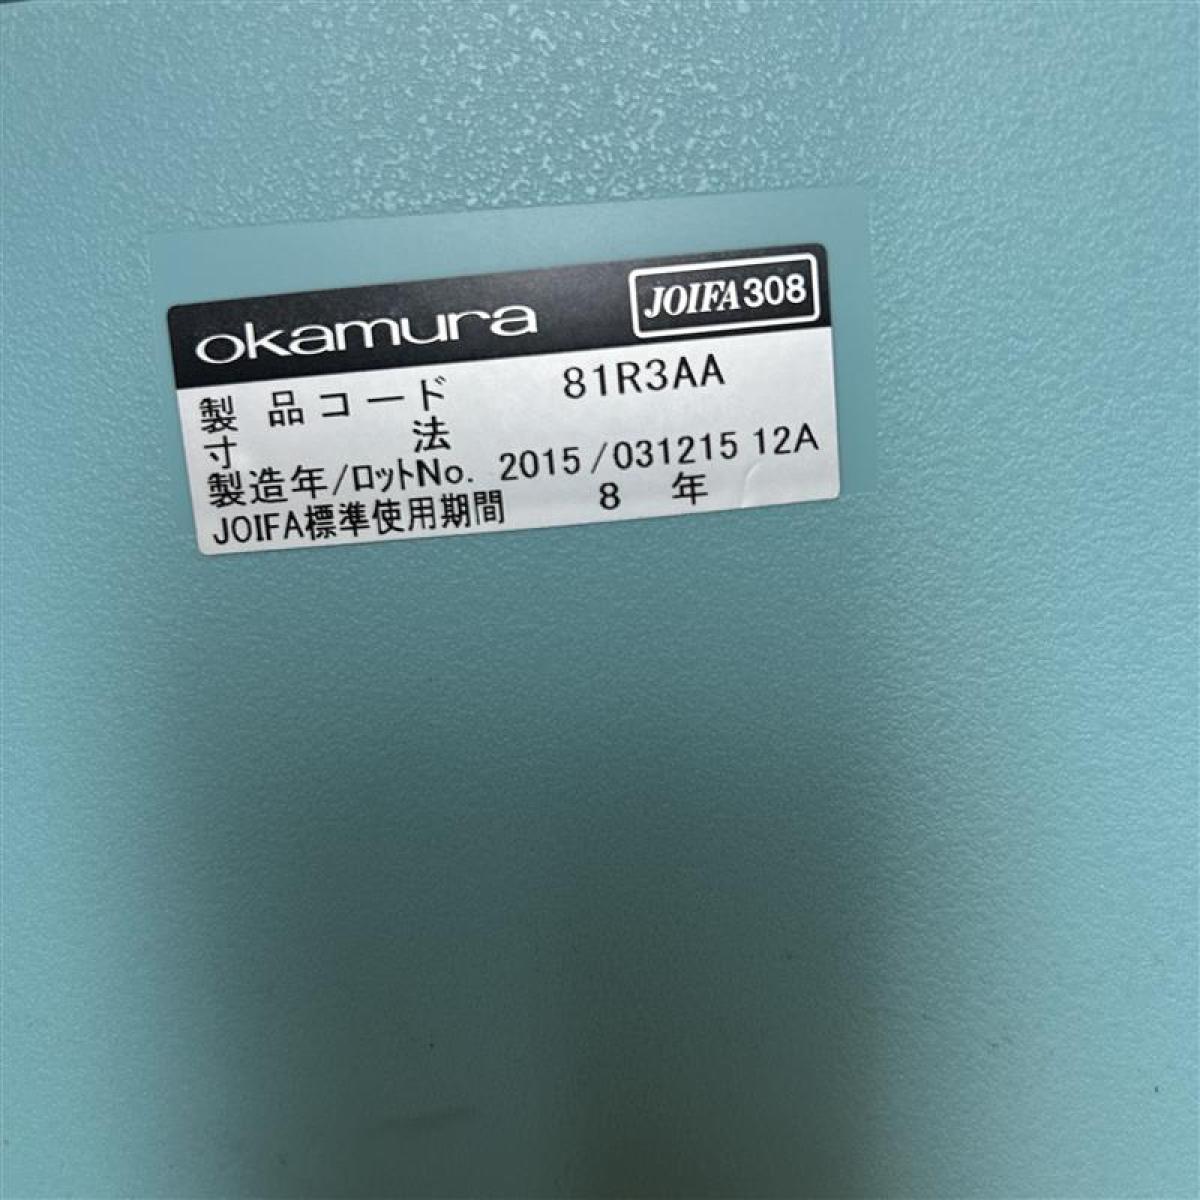 okamura JOIFA308
製品コード 81R3AA
寸法
製造年/ロットNo. 2015/031215 12A
JOIFA標準使用期間 8 年